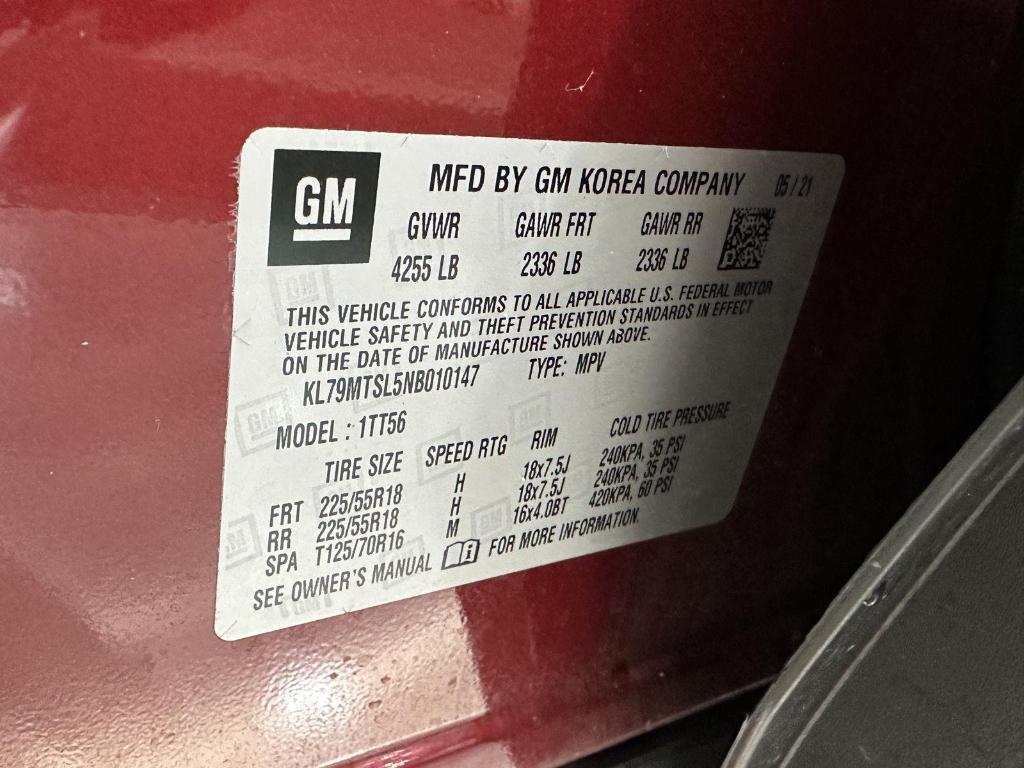 GM
MFD BY GM KOREA COMPANY 05/21
GVWR GAWR FRT GAWR RR
4255 LB 2336 LB 2336 LB
THIS VEHICLE CONFORMS TO ALL APPLICABLE U.S. FEDERAL MOTOR
VEHICLE SAFETY AND THEFT PREVENTION STANDARDS IN EFFECT
ON THE DATE OF MANUFACTURE SHOWN ABOVE.
KL79MTSL5NB010147 TYPE: MPV
MODEL : 1TT56
TIRE SIZE SPEED RTG RIM COLD TIRE PRESSURE
FRT 225/55R18 H 18x7.5J 240KPA, 35 PSI
RR 225/55R18 H 18x7.5J 240KPA, 35 PSI
SPA T125/70R16 M 16x4.0BT 420KPA, 60 PSI
SEE OWNER'S MANUAL FOR MORE INFORMATION.